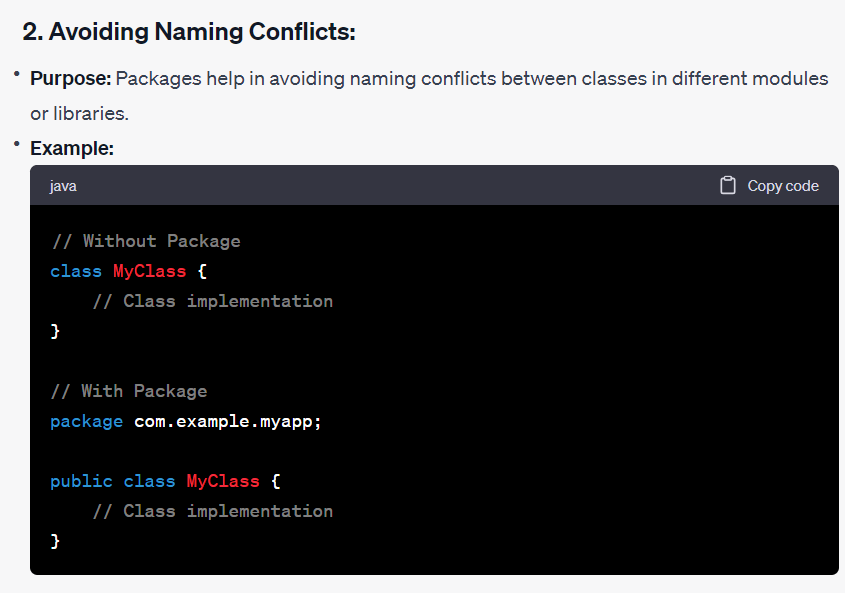 2. Avoiding Naming Conflicts:
• Purpose: Packages help in avoiding naming conflicts between classes in different modules
or libraries.
• Example:
java Copy code
// Without Package
class MyClass {
    // Class implementation
}
// With Package
package com.example.myapp;
public class MyClass {
    // Class implementation
}